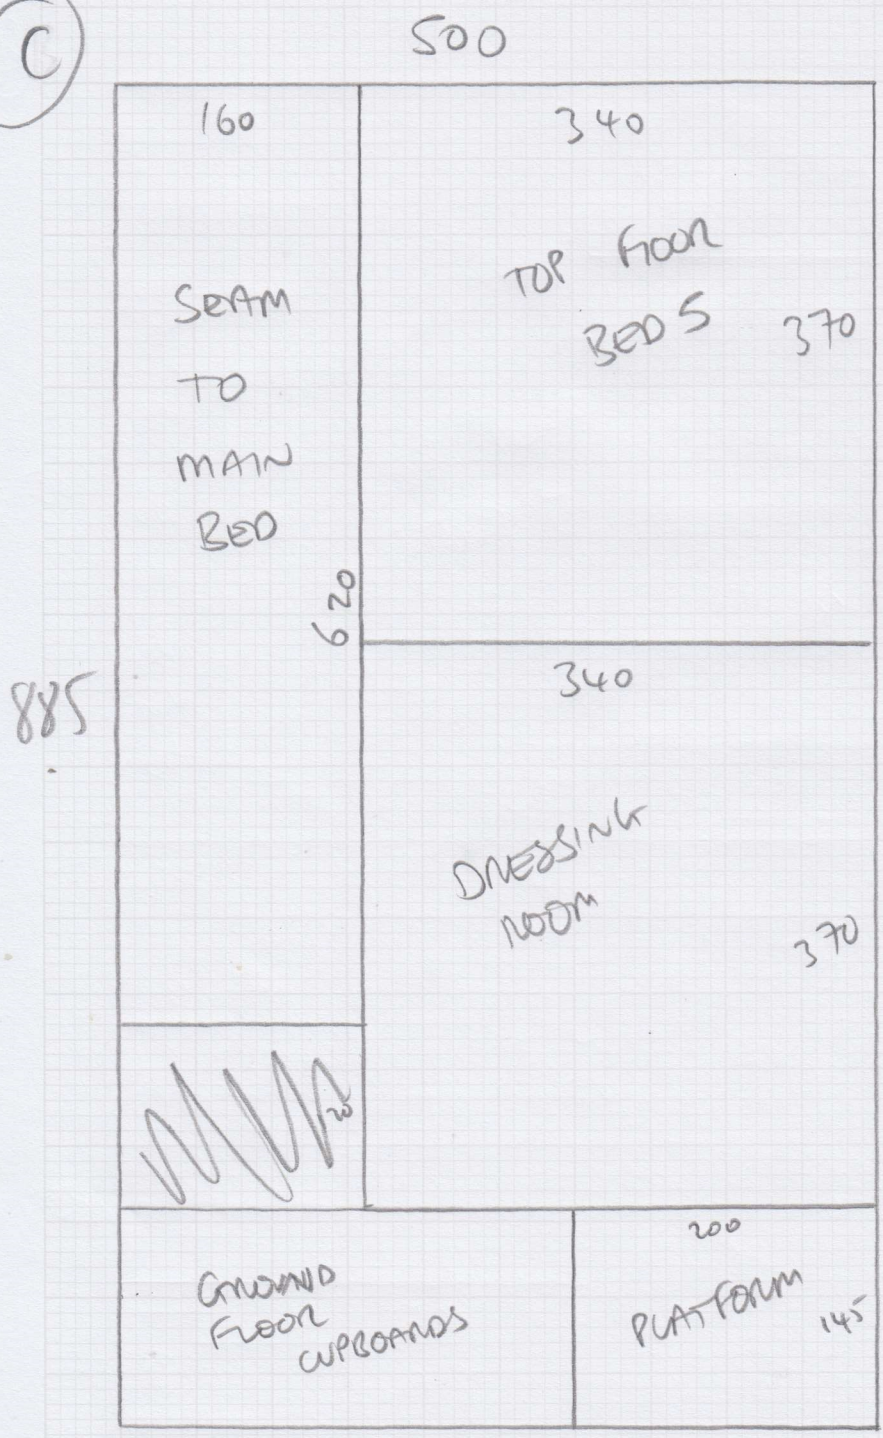 C
500
160
340
TOP FLOOR
BED 5
370
SEAM
TO
MAIN
BED
620
885
340
DRESSING
ROOM
370
20
GROUND
FLOOR
CUPBOARDS
200
PLATFORM
145